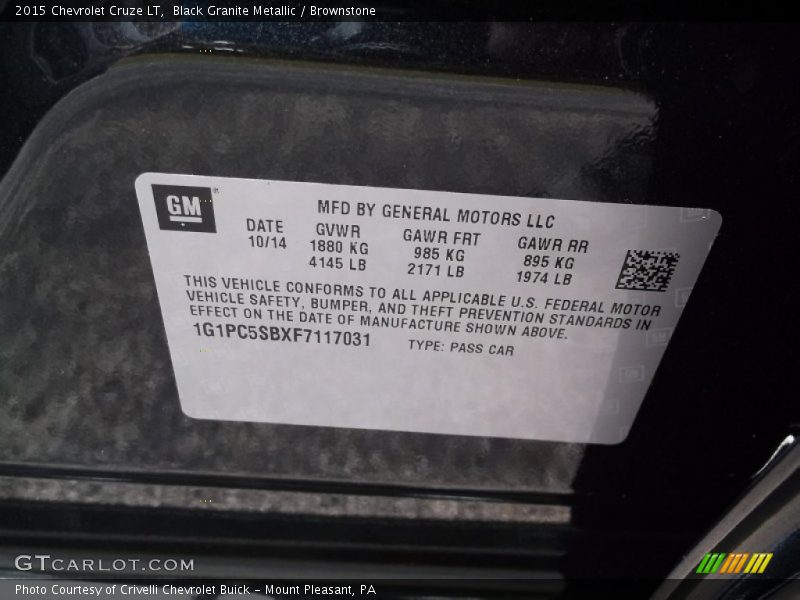 2015 Chevrolet Cruze LT, Black Granite Metallic / Brownstone
GM
MFD BY GENERAL MOTORS LLC
DATE GVWR GAWR FRT GAWR RR
10/14 1880 KG 985 KG 895 KG
4145 LB 2171 LB 1974 LB
THIS VEHICLE CONFORMS TO ALL APPLICABLE U.S. FEDERAL MOTOR
VEHICLE SAFETY, BUMPER, AND THEFT PREVENTION STANDARDS IN
EFFECT ON THE DATE OF MANUFACTURE SHOWN ABOVE.
1G1PC5SBXF7117031 TYPE: PASS CAR
GTCARLOT.COM
Photo Courtesy of Crivelli Chevrolet Buick - Mount Pleasant, PA